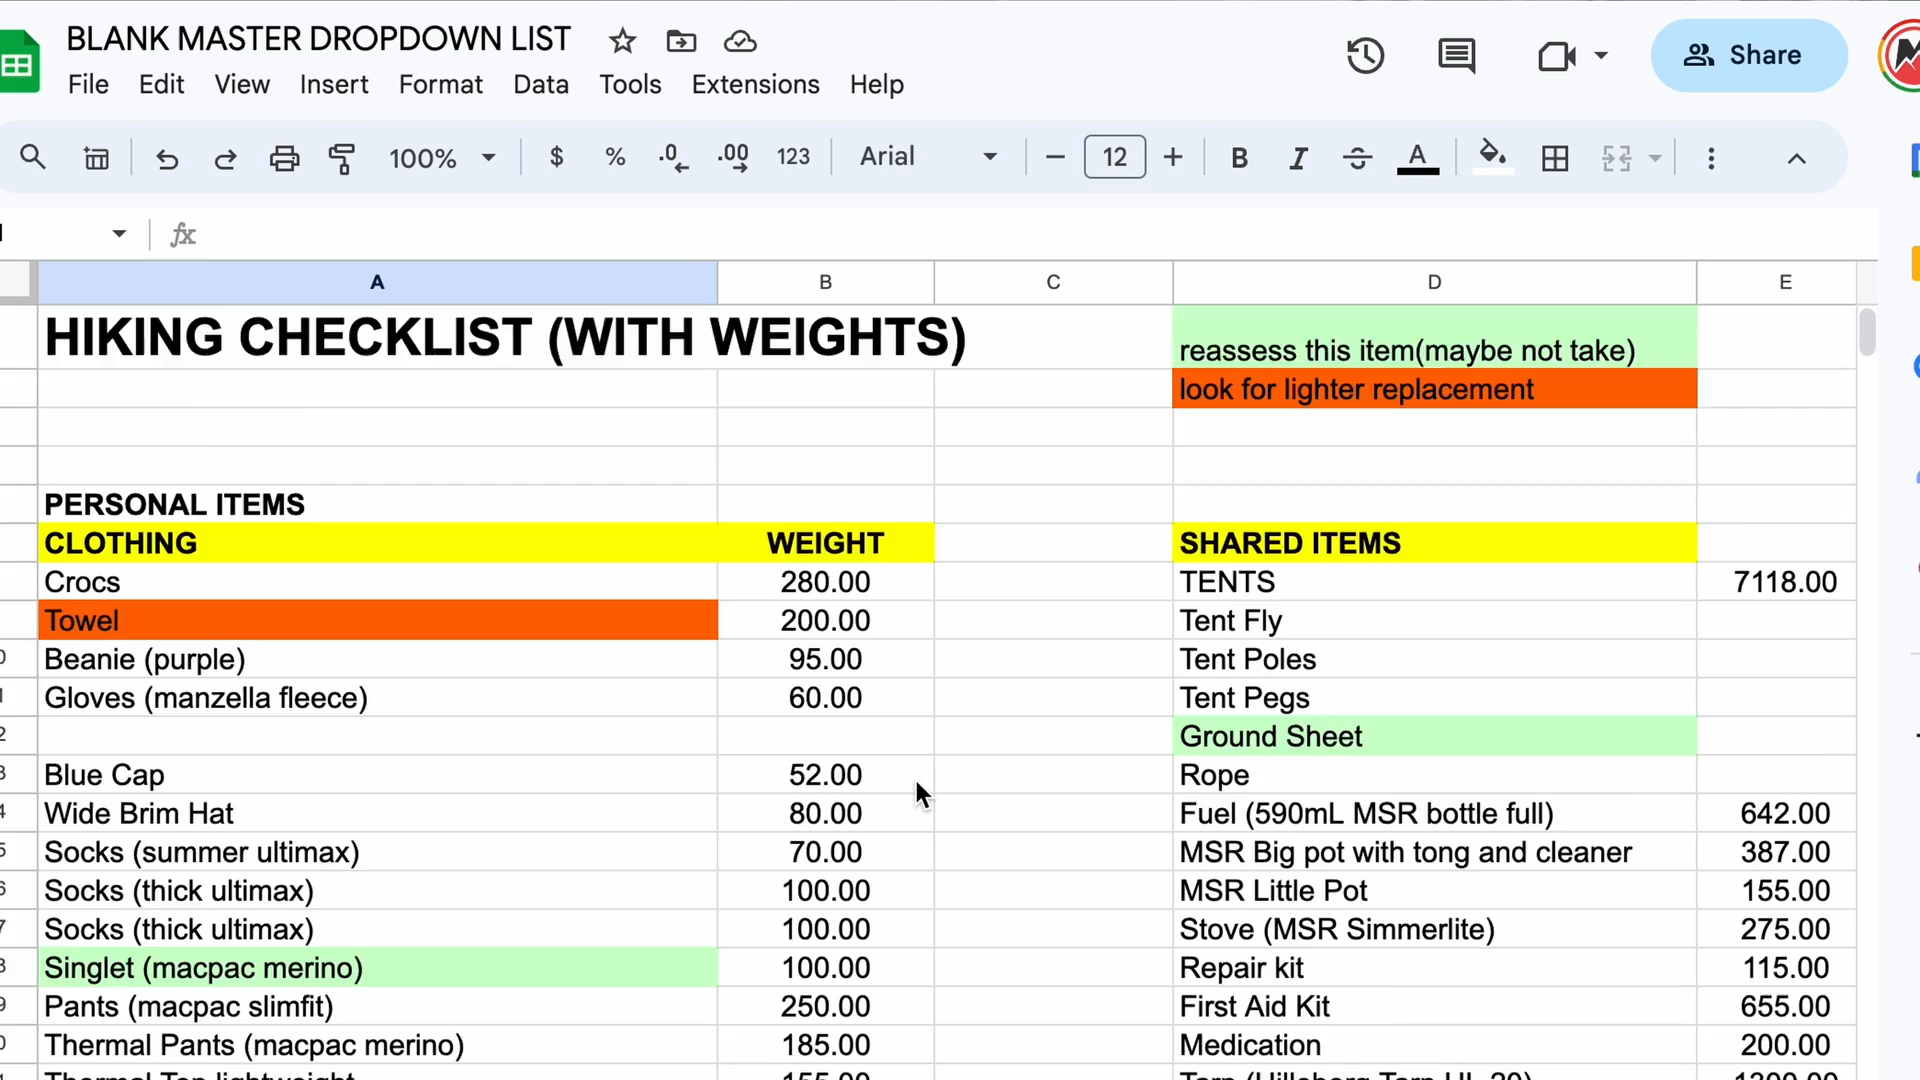 BLANK MASTER DROPDOWN LIST
Share
File Edit View Insert Format Data Tools Extensions Help
100% $ % .0 .00 123 Arial 12 B I A
fx
A B C D E
HIKING CHECKLIST (WITH WEIGHTS)
reassess this item(maybe not take)
look for lighter replacement
PERSONAL ITEMS
CLOTHING WEIGHT SHARED ITEMS
Crocs 280.00 TENTS 7118.00
Towel 200.00 Tent Fly
Beanie (purple) 95.00 Tent Poles
Gloves (manzella fleece) 60.00 Tent Pegs
Ground Sheet
Blue Cap 52.00 Rope
Wide Brim Hat 80.00 Fuel (590mL MSR bottle full) 642.00
Socks (summer ultimax) 70.00 MSR Big pot with tong and cleaner 387.00
Socks (thick ultimax) 100.00 MSR Little Pot 155.00
Socks (thick ultimax) 100.00 Stove (MSR Simmerlite) 275.00
Singlet (macpac merino) 100.00 Repair kit 115.00
Pants (macpac slimfit) 250.00 First Aid Kit 655.00
Thermal Pants (macpac merino) 185.00 Medication 200.00